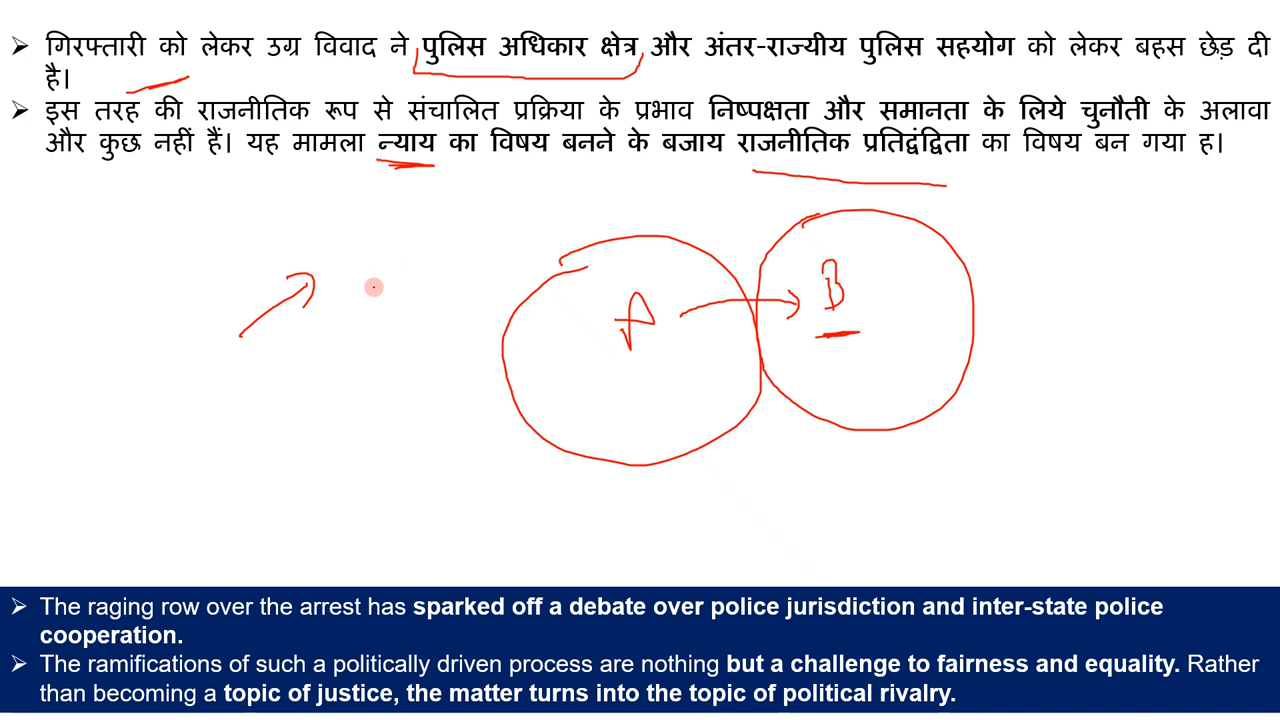 ➢ गिरफ्तारी को लेकर उग्र विवाद ने पुलिस अधिकार क्षेत्र और अंतर-राज्यीय पुलिस सहयोग को लेकर बहस छेड़ दी
है।
➢ इस तरह की राजनीतिक रूप से संचालित प्रक्रिया के प्रभाव निष्पक्षता और समानता के लिये चुनौती के अलावा
और कुछ नहीं हैं। यह मामला न्याय का विषय बनने के बजाय राजनीतिक प्रतिद्वंद्विता का विषय बन गया ह।
A → B
➢ The raging row over the arrest has sparked off a debate over police jurisdiction and inter-state police
cooperation.
➢ The ramifications of such a politically driven process are nothing but a challenge to fairness and equality. Rather
than becoming a topic of justice, the matter turns into the topic of political rivalry.